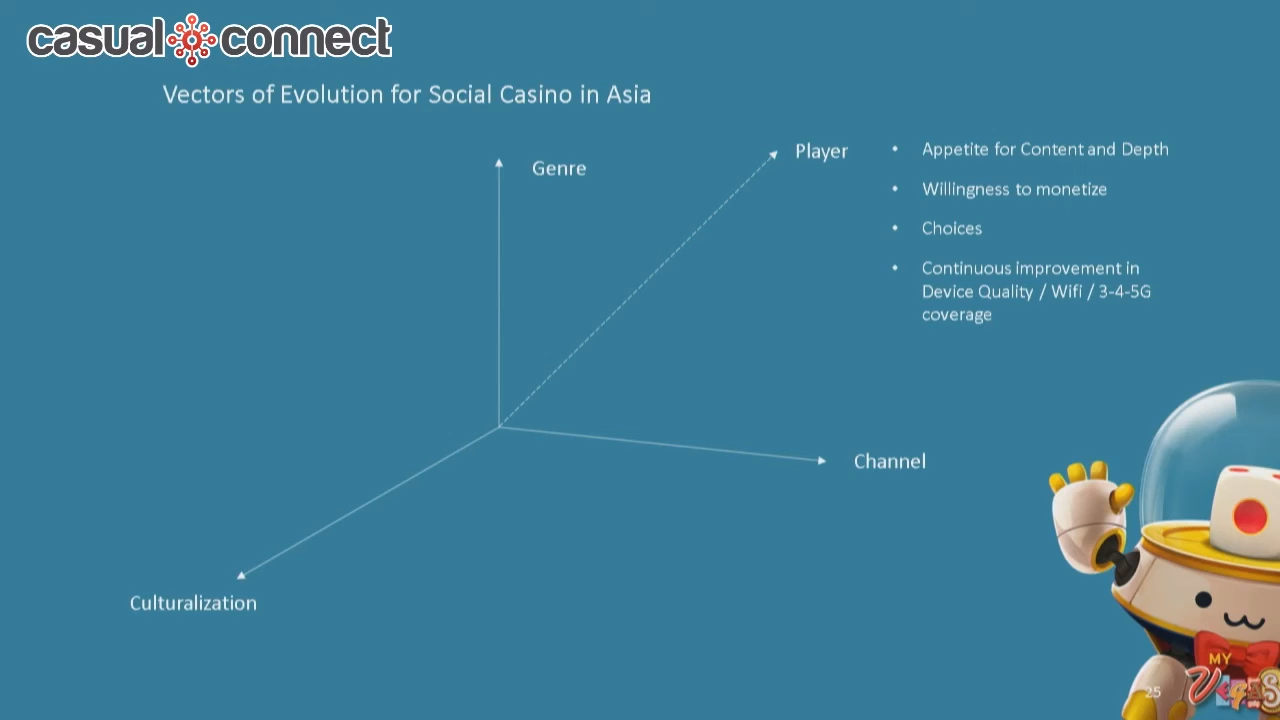 casual connect
Vectors of Evolution for Social Casino in Asia
Genre
Player
• Appetite for Content and Depth
• Willingness to monetize
• Choices
• Continuous improvement in
Device Quality / Wifi / 3-4-5G
coverage
Channel
Culturalization
MY
VEGAS
25